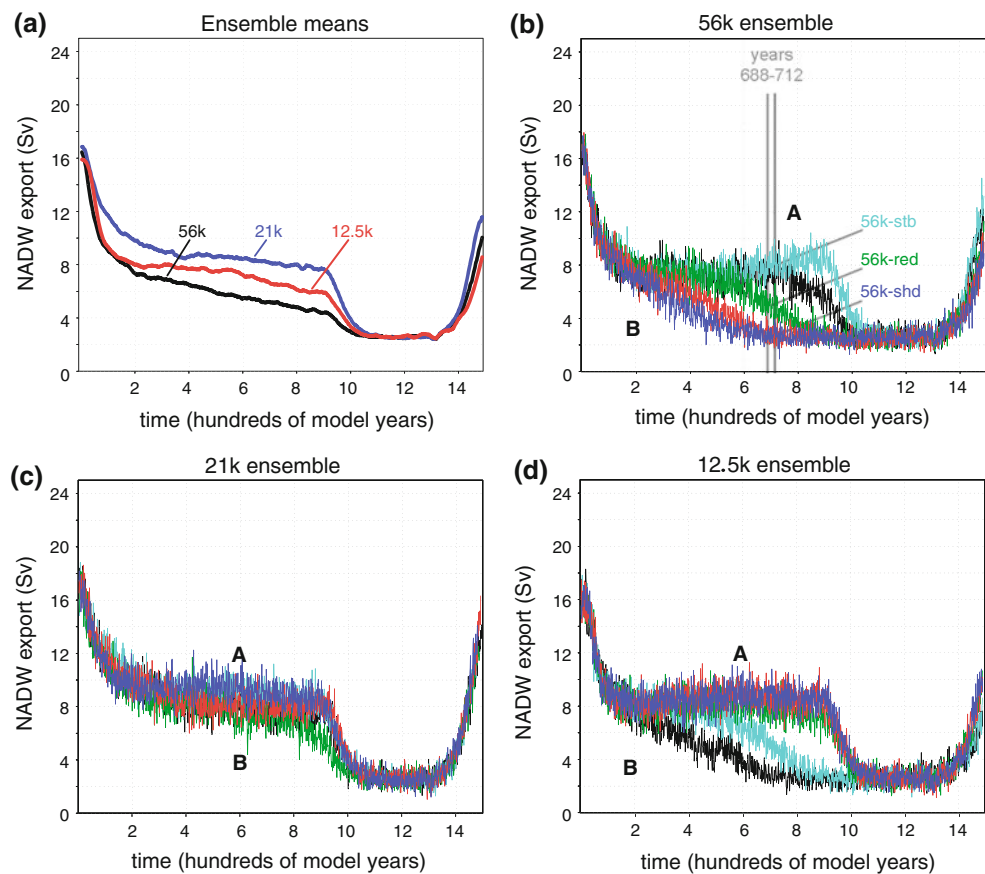 (a) Ensemble means
NADW export (Sv)
24
20
16
12
8
4
0
56k 21k 12.5k
2 4 6 8 10 12 14
time (hundreds of model years)
(b) 56k ensemble
NADW export (Sv)
24
20
16
12
8
4
0
years
688-712
A
56k-stb
56k-red
56k-shd
B
2 4 6 8 10 12 14
time (hundreds of model years)
(c) 21k ensemble
NADW export (Sv)
24
20
16
12
8
4
0
A
B
2 4 6 8 10 12 14
time (hundreds of model years)
(d) 12.5k ensemble
NADW export (Sv)
24
20
16
12
8
4
0
A
B
2 4 6 8 10 12 14
time (hundreds of model years)